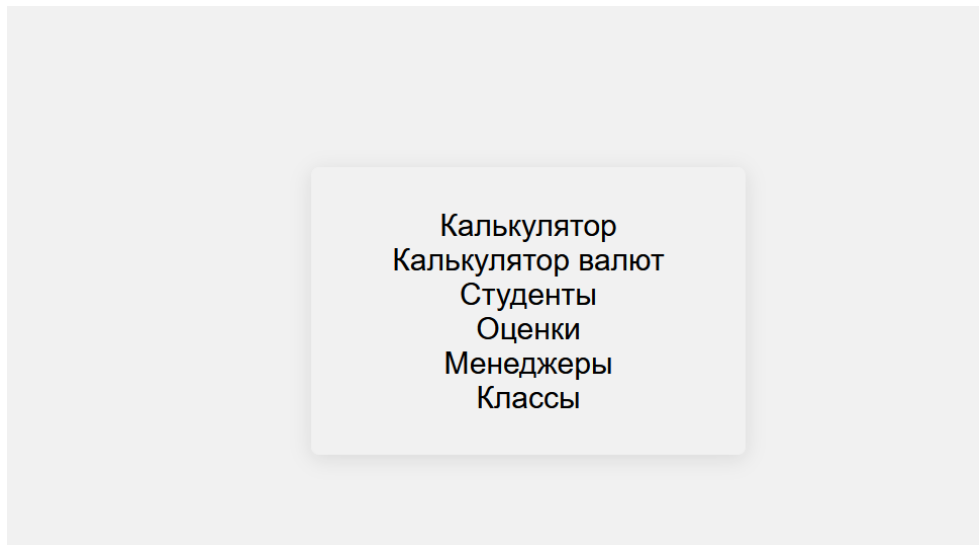 Калькулятор
Калькулятор валют
Студенты
Оценки
Менеджеры
Классы